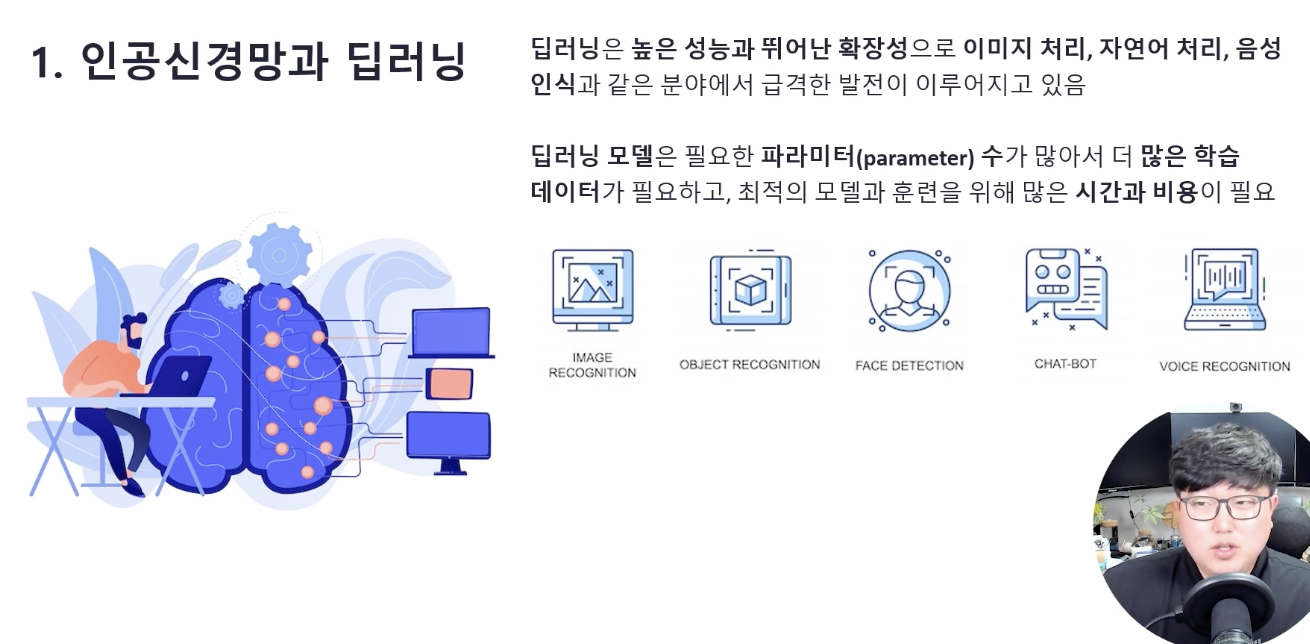 1. 인공신경망과 딥러닝
딥러닝은 높은 성능과 뛰어난 확장성으로 이미지 처리, 자연어 처리, 음성
인식과 같은 분야에서 급격한 발전이 이루어지고 있음
딥러닝 모델은 필요한 파라미터(parameter) 수가 많아서 더 많은 학습
데이터가 필요하고, 최적의 모델과 훈련을 위해 많은 시간과 비용이 필요
IMAGE
RECOGNITION
OBJECT RECOGNITION
FACE DETECTION
CHAT-BOT
VOICE RECOGNITION